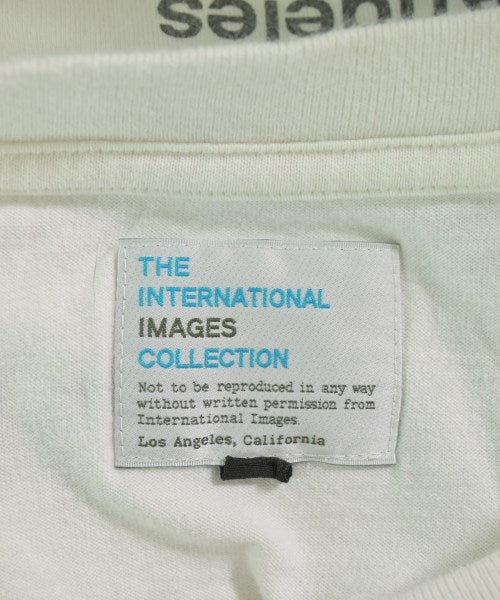 Angeles
THE
INTERNATIONAL
IMAGES
COLLECTION
Not to be reproduced in any way
without written permission from
International Images.
Los Angeles, California